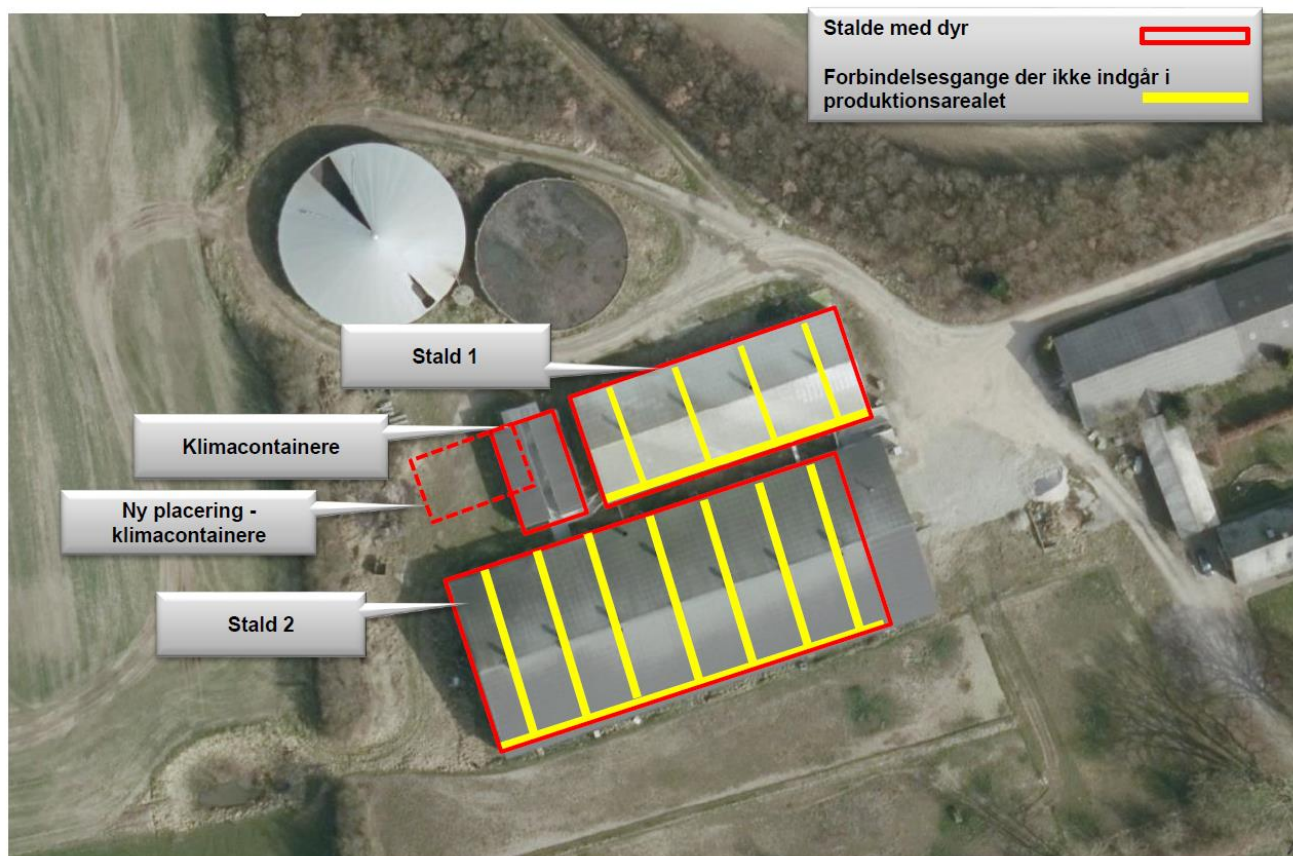 Stalde med dyr
Forbindelsesgange der ikke indgår i
produktionsarealet
Stald 1
Klimacontainere
Ny placering -
klimacontainere
Stald 2